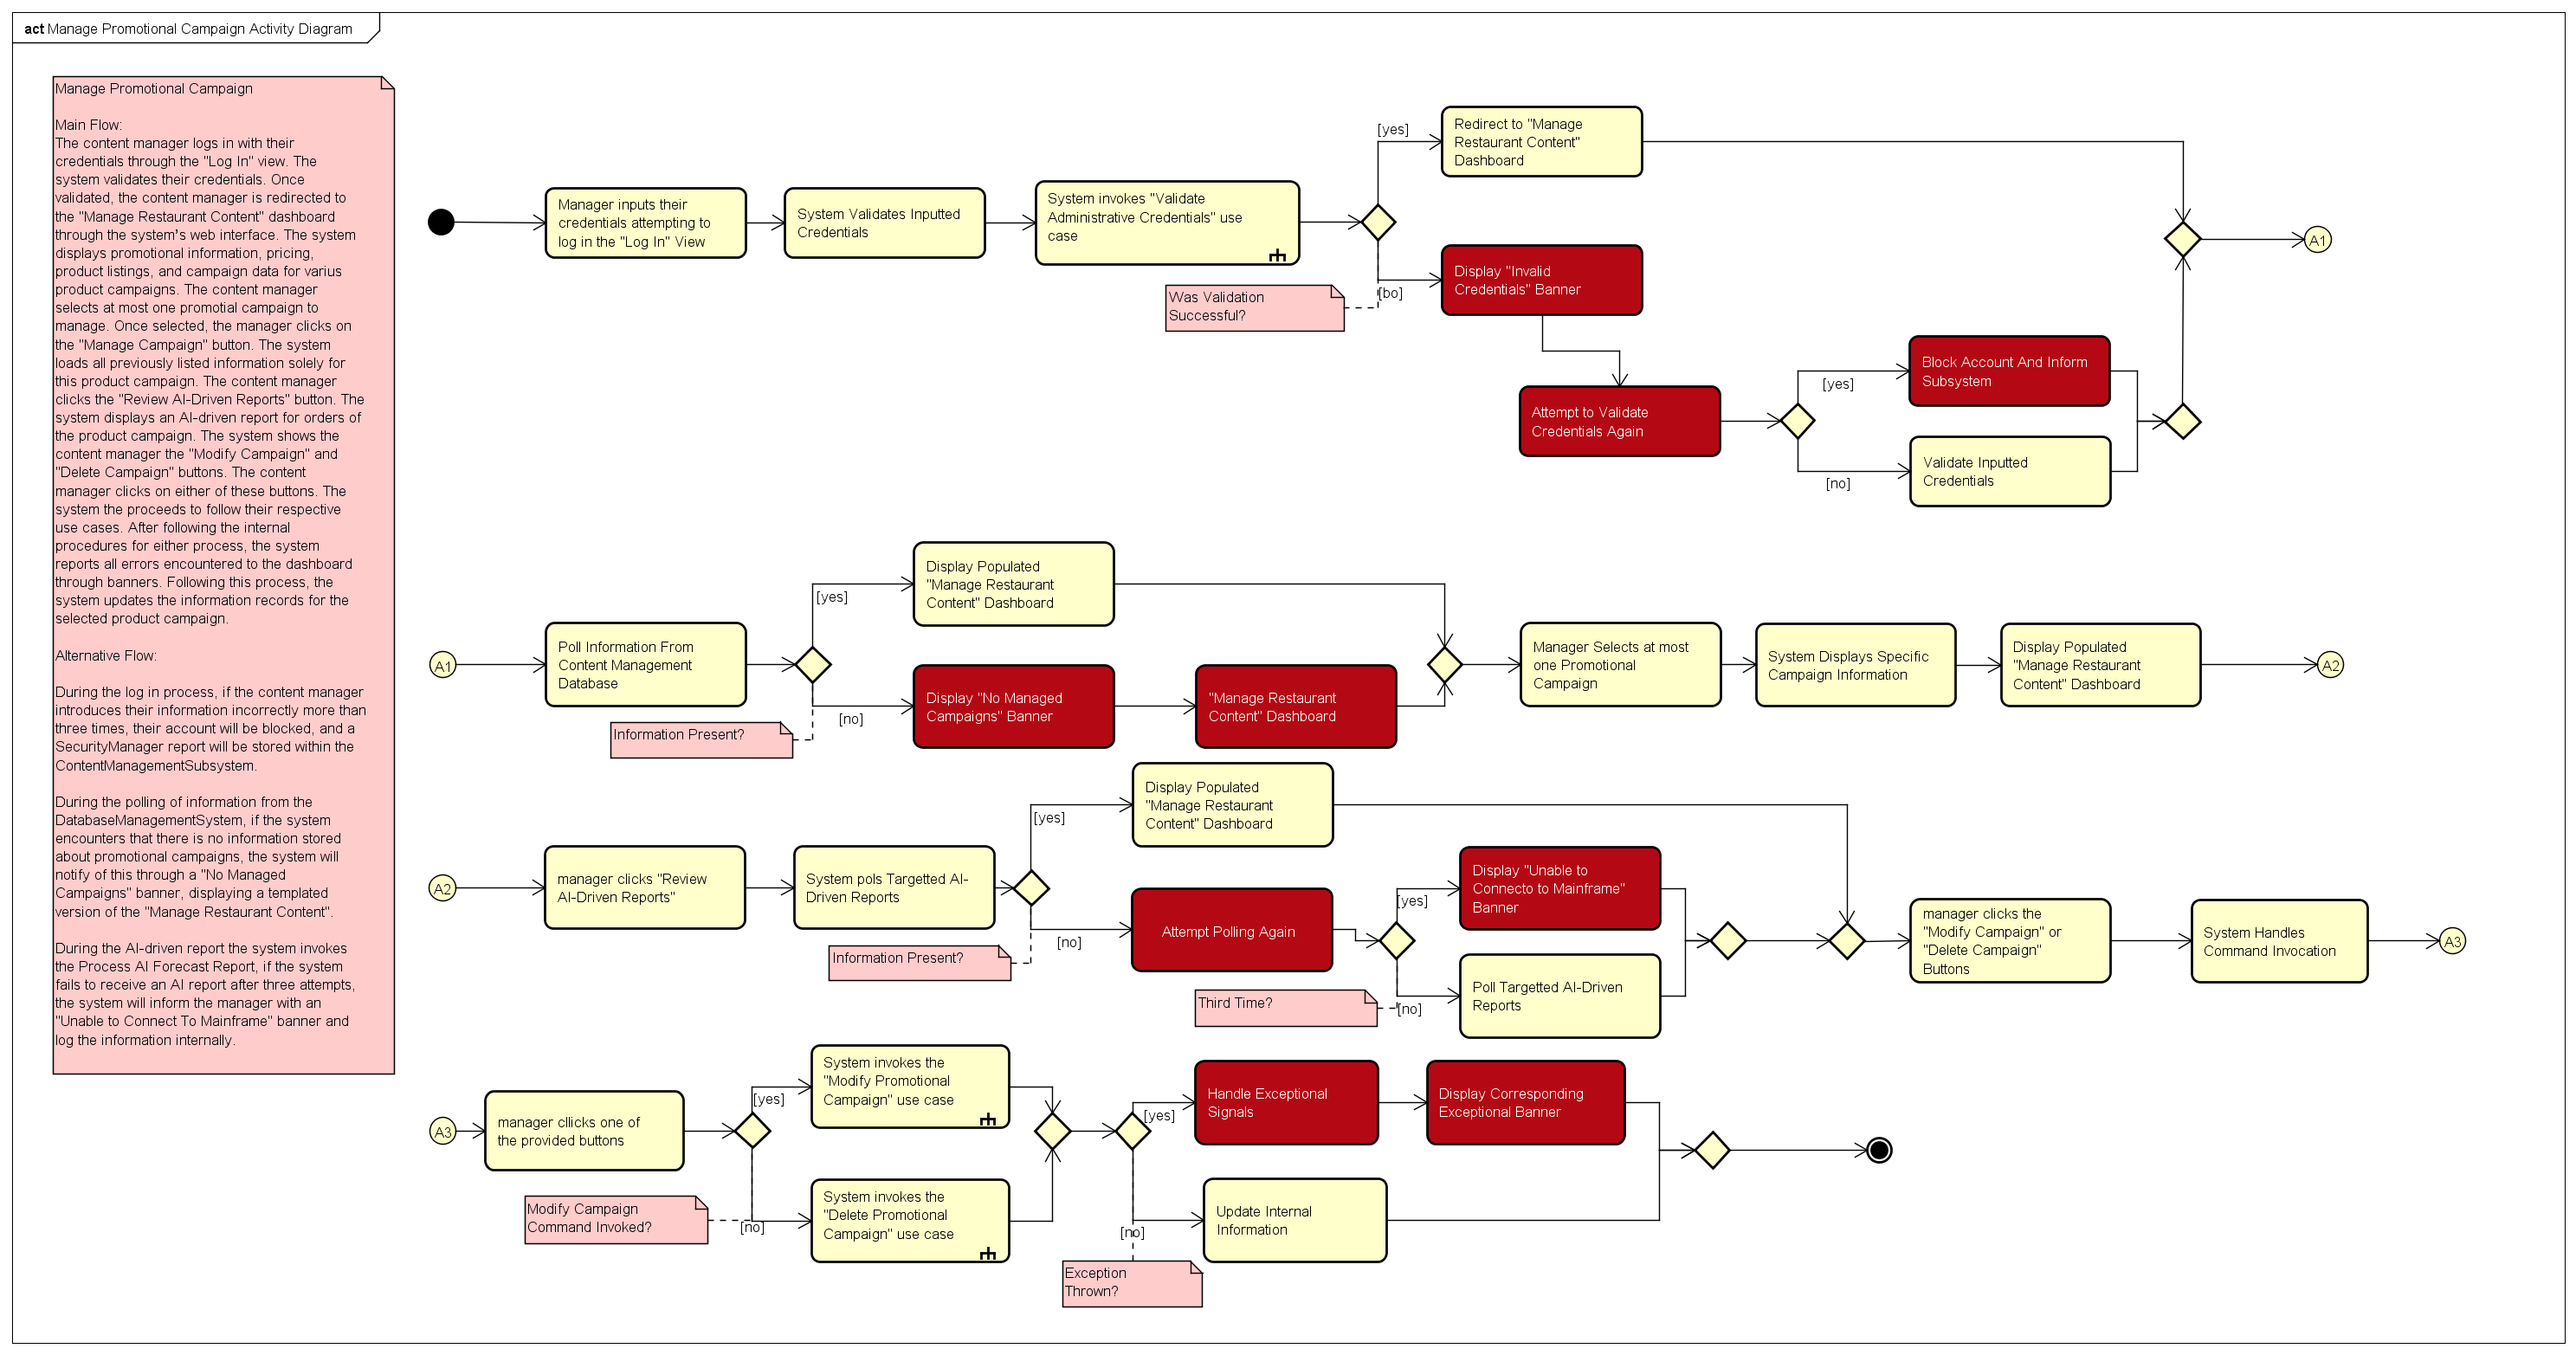 act Manage Promotional Campaign Activity Diagram
Manage Promotional Campaign
Main Flow:
The content manager logs in with their
credentials through the "Log In" view. The
system validates their credentials. Once
validated, the content manager is redirected to
the "Manage Restaurant Content" dashboard
through the system's web interface. The system
displays promotional information, pricing,
product listings, and campaign data for varius
product campaigns. The content manager
selects at most one promotial campaign to
manage. Once selected, the manager clicks on
the "Manage Campaign" button. The system
loads all previously listed information solely for
this product campaign. The content manager
clicks the "Review AI-Driven Reports" button. The
system displays an AI-driven report for orders of
the product campaign. The system shows the
content manager the "Modify Campaign" and
"Delete Campaign" buttons. The content
manager clicks on either of these buttons. The
system the proceeds to follow their respective
use cases. After following the internal
procedures for either process, the system
reports all errors encountered to the dashboard
through banners. Following this process, the
system updates the information records for the
selected product campaign.
Alternative Flow:
During the log in process, if the content manager
introduces their information incorrectly more than
three times, their account will be blocked, and a
SecurityManager report will be stored within the
ContentManagementSubsystem.
During the polling of information from the
DatabaseManagementSystem, if the system
encounters that there is no information stored
about promotional campaigns, the system will
notify of this through a "No Managed
Campaigns" banner, displaying a templated
version of the "Manage Restaurant Content".
During the AI-driven report the system invokes
the Process AI Forecast Report, if the system
fails to receive an AI report after three attempts,
the system will inform the manager with an
"Unable to Connect To Mainframe" banner and
log the information internally.
Manager inputs their
credentials attempting to
log in the "Log In" View
System Validates Inputted
Credentials
System invokes "Validate
Administrative Credentials" use
case
Was Validation
Successful?
[yes]
Redirect to "Manage
Restaurant Content"
Dashboard
[bo]
Display "Invalid
Credentials" Banner
Attempt to Validate
Credentials Again
[yes]
Block Account And Inform
Subsystem
[no]
Validate Inputted
Credentials
A1
A1
Poll Information From
Content Management
Database
Information Present?
[yes]
Display Populated
"Manage Restaurant
Content" Dashboard
[no]
Display "No Managed
Campaigns" Banner
"Manage Restaurant
Content" Dashboard
Manager Selects at most
one Promotional
Campaign
System Displays Specific
Campaign Information
Display Populated
"Manage Restaurant
Content" Dashboard
A2
A2
manager clicks "Review
AI-Driven Reports"
System pols Targetted AI-
Driven Reports
Information Present?
[yes]
Display Populated
"Manage Restaurant
Content" Dashboard
[no]
Attempt Polling Again
Third Time?
[yes]
Display "Unable to
Connecto to Mainframe"
Banner
[no]
Poll Targetted AI-Driven
Reports
manager clicks the
"Modify Campaign" or
"Delete Campaign"
Buttons
System Handles
Command Invocation
A3
A3
manager cllicks one of
the provided buttons
Modify Campaign
Command Invoked?
[yes]
System invokes the
"Modify Promotional
Campaign" use case
[no]
System invokes the
"Delete Promotional
Campaign" use case
Exception
Thrown?
[yes]
Handle Exceptional
Signals
Display Corresponding
Exceptional Banner
[no]
Update Internal
Information